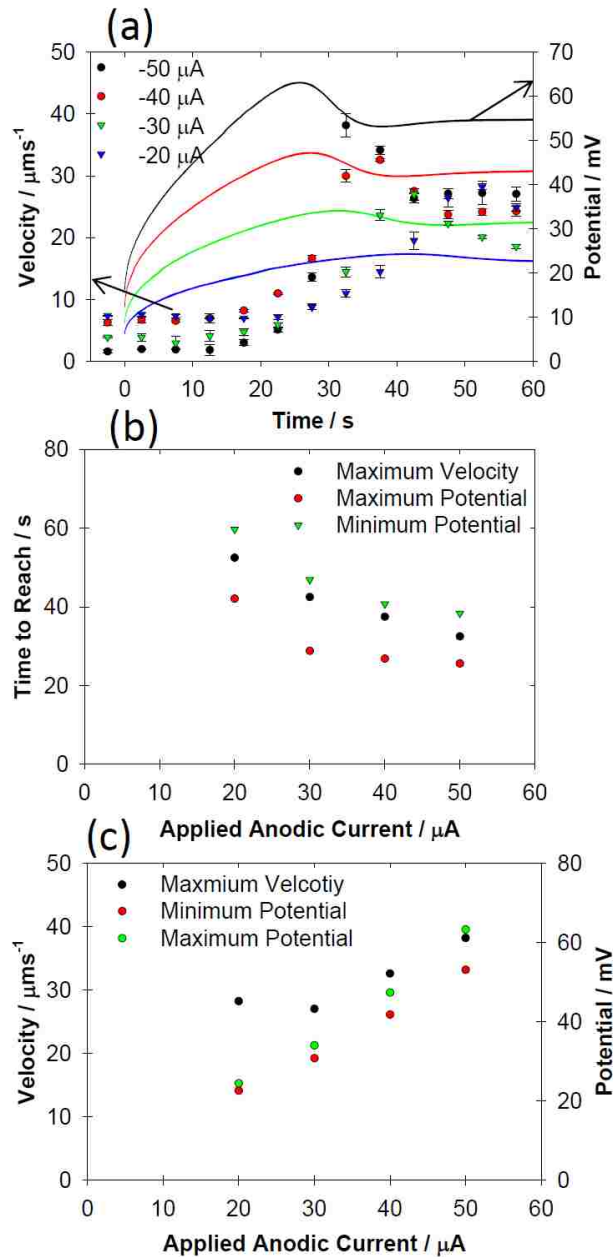 (a)
50
40
30
20
10
0
70
60
50
40
30
20
10
0
-50 μA
-40 μA
-30 μA
-20 μA
Velocity / μms⁻¹
Potential / mV
0 10 20 30 40 50 60
Time / s
(b)
80
60
40
20
0
Maximum Velocity
Maximum Potential
Minimum Potential
Time to Reach / s
0 10 20 30 40 50 60
Applied Anodic Current / μA
(c)
50
40
30
20
10
0
80
60
40
20
0
Maxmium Velcotiy
Minimum Potential
Maximum Potential
Velocity / μms⁻¹
Potential / mV
0 10 20 30 40 50 60
Applied Anodic Current / μA